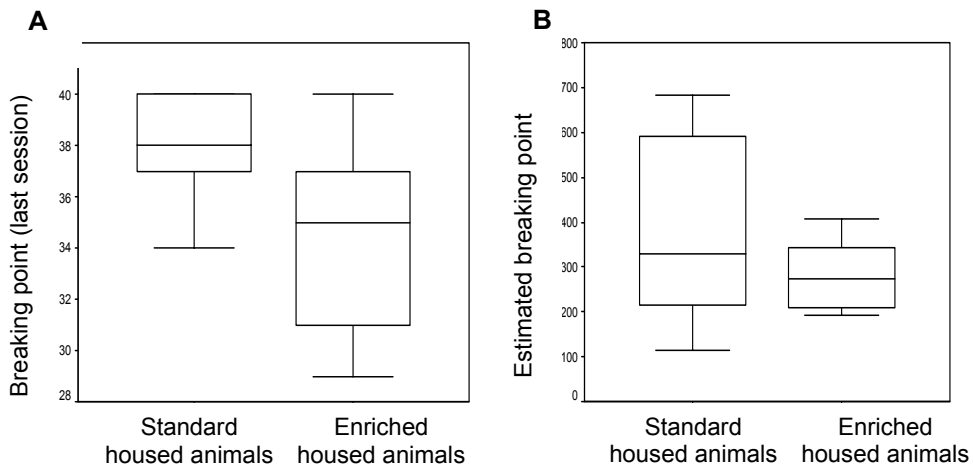 A
Breaking point (last session)
40
38
36
34
32
30
28
Standard
housed animals
Enriched
housed animals
B
Estimated breaking point
800
700
600
500
400
300
200
100
0
Standard
housed animals
Enriched
housed animals